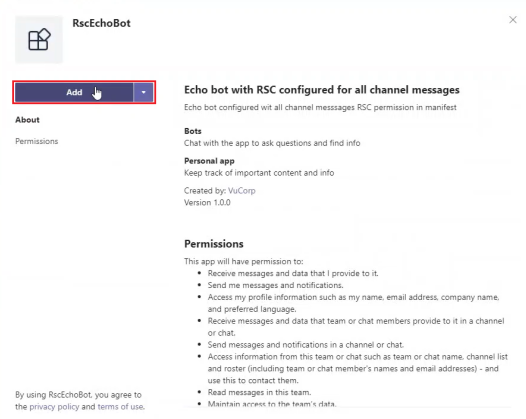 RscEchoBot
Add
About
Permissions
Echo bot with RSC configured for all channel messages
Echo bot configured wit all channel messsages RSC permission in manifest
Bots
Chat with the app to ask questions and find info
Personal app
Keep track of important content and info
Created by: VuCorp
Version 1.0.0
Permissions
This app will have permission to:
• Receive messages and data that I provide to it.
• Send me messages and notifications.
• Access my profile information such as my name, email address, company name,
and preferred language.
• Receive messages and data that team or chat members provide to it in a channel
or chat.
• Send messages and notifications in a channel or chat.
• Access information from this team or chat such as team or chat name, channel list
and roster (including team or chat member's names and email addresses) - and
use this to contact them.
• Read messages in this team.
• Maintain access to the team's data.
By using RscEchoBot, you agree to
the privacy policy and terms of use.